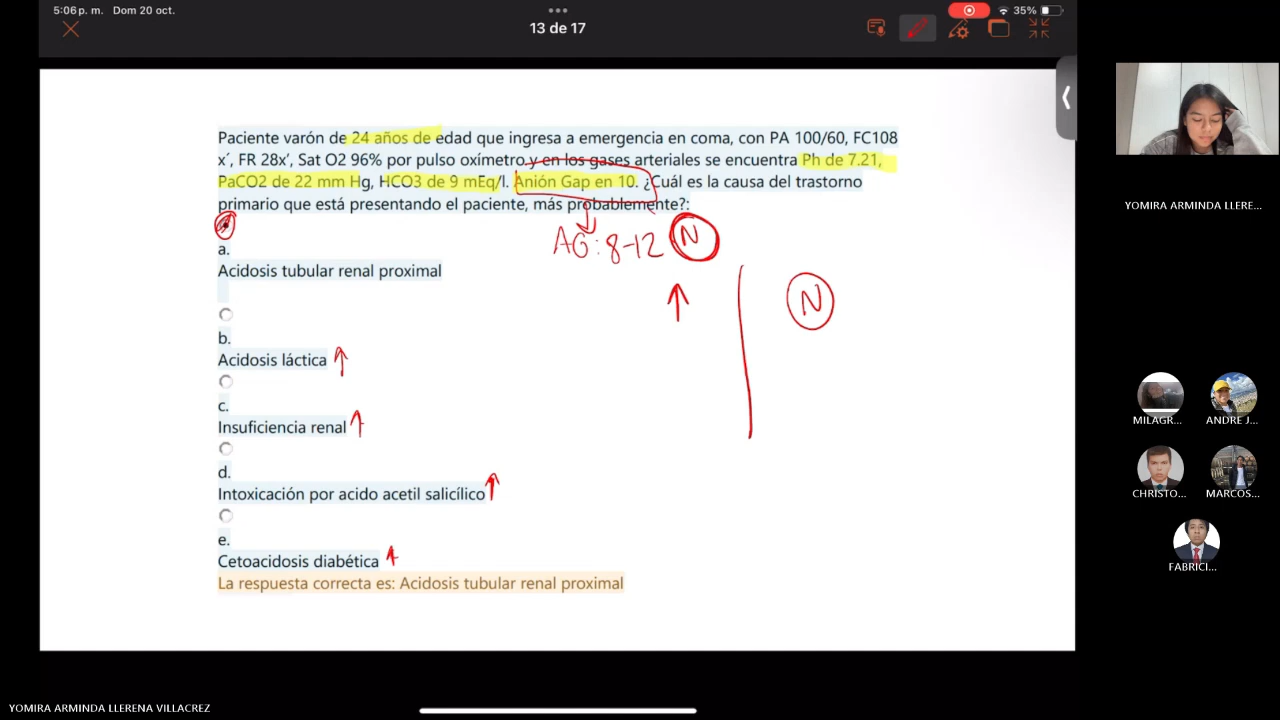 5:06 p. m. Dom 20 oct.
35%
13 de 17
Paciente varón de 24 años de edad que ingresa a emergencia en coma, con PA 100/60, FC108
x´, FR 28x’, Sat O2 96% por pulso oxímetro y en los gases arteriales se encuentra Ph de 7.21,
PaCO2 de 22 mm Hg, HCO3 de 9 mEq/l. Anión Gap en 10. ¿Cuál es la causa del trastorno
primario que está presentando el paciente, más probablemente?:
AG: 8-12 N
a.
Acidosis tubular renal proximal
↑ N
b.
Acidosis láctica ↑
c.
Insuficiencia renal ↑
d.
Intoxicación por acido acetil salicílico ↑
e.
Cetoacidosis diabética ↑
La respuesta correcta es: Acidosis tubular renal proximal
YOMIRA ARMINDA LLERE...
MILAGR... ANDRE J...
CHRISTO... MARCOS...
FABRICI...
YOMIRA ARMINDA LLERENA VILLACREZ